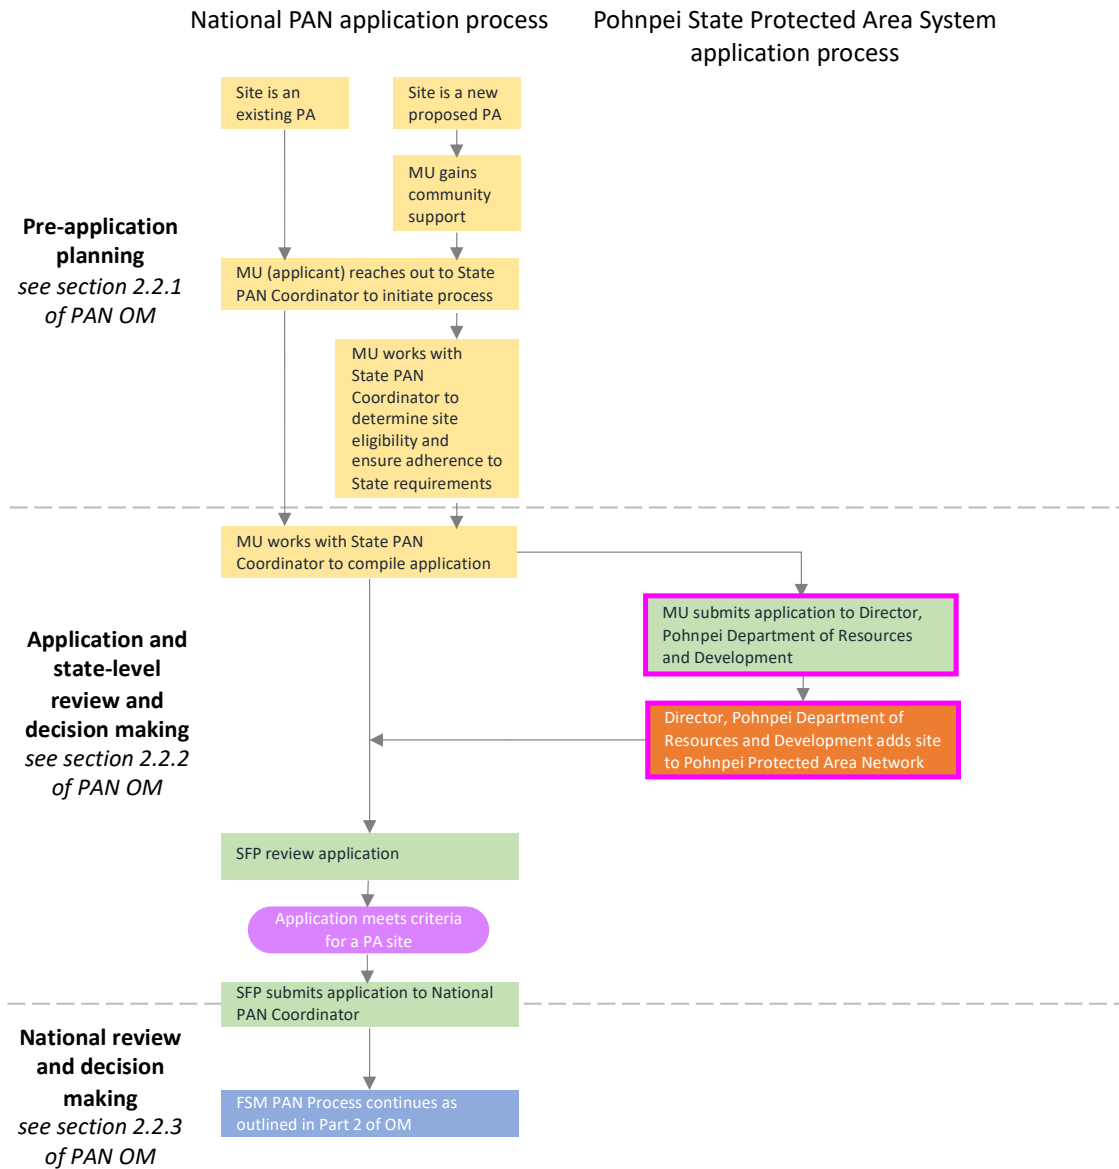 National PAN application process
Pohnpei State Protected Area System
application process
Site is an
existing PA
Site is a new
proposed PA
MU gains
community
support
Pre-application
planning
see section 2.2.1
of PAN OM
MU (applicant) reaches out to State
PAN Coordinator to initiate process
MU works with
State PAN
Coordinator to
determine site
eligibility and
ensure adherence to
State requirements
MU works with State PAN
Coordinator to compile application
MU submits application to Director,
Pohnpei Department of Resources
and Development
Application and
state-level
review and
decision making
see section 2.2.2
of PAN OM
Director, Pohnpei Department of
Resources and Development adds site
to Pohnpei Protected Area Network
SFP review application
Application meets criteria
for a PA site
SFP submits application to National
PAN Coordinator
National review
and decision
making
see section 2.2.3
of PAN OM
FSM PAN Process continues as
outlined in Part 2 of OM